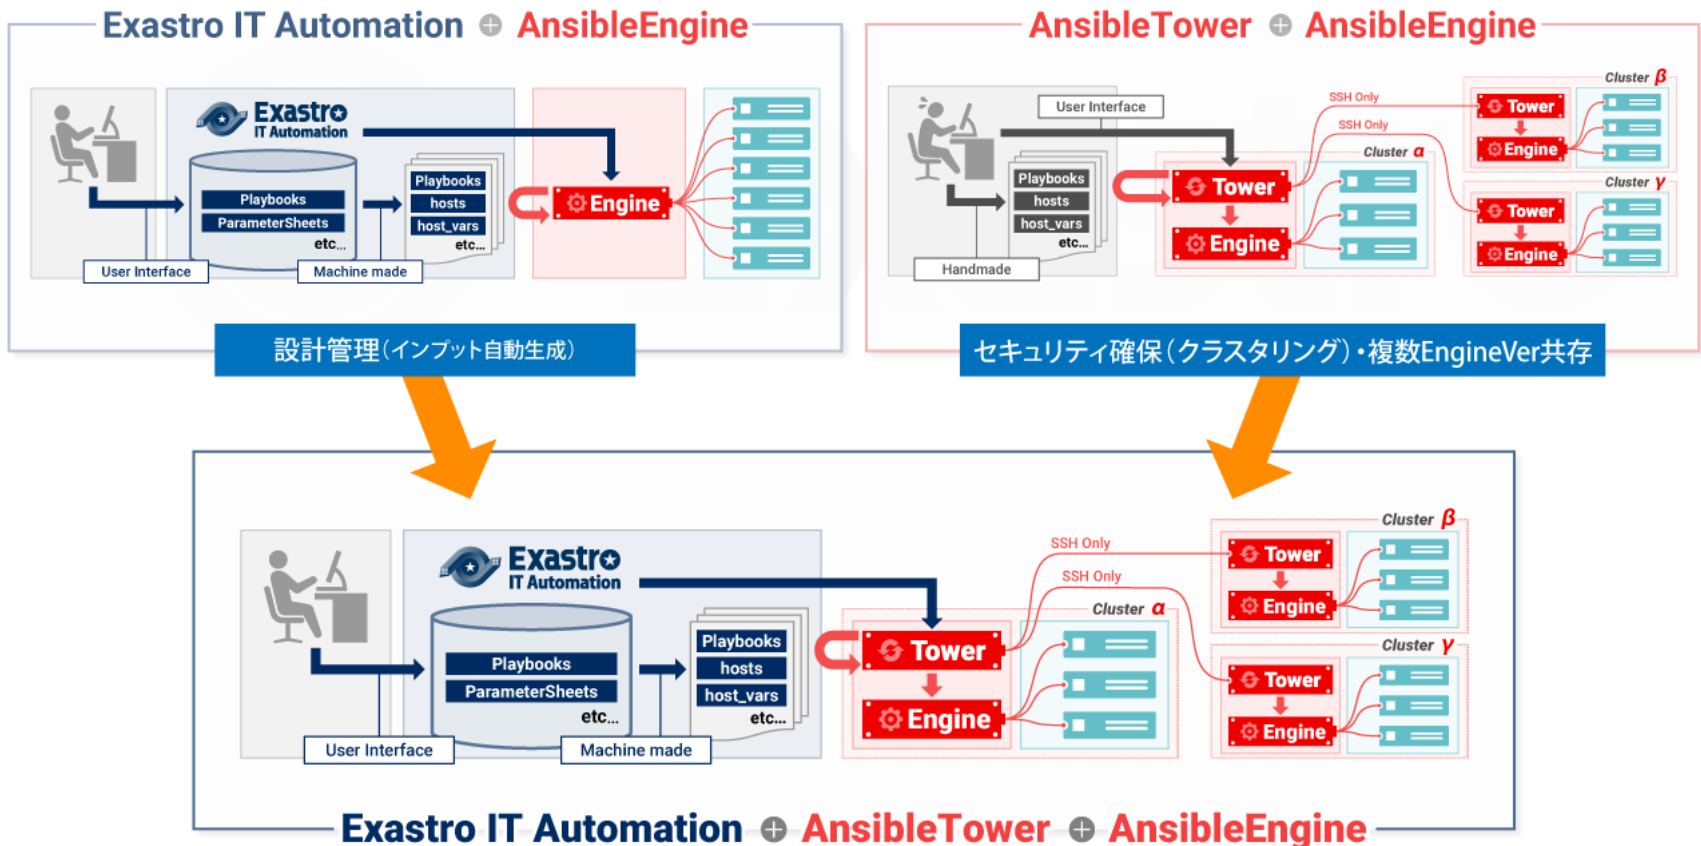 Exastro IT Automation + AnsibleEngine
Exastro
IT Automation
Playbooks
ParameterSheets
etc...
Playbooks
hosts
host_vars
etc...
User Interface
Machine made
Engine
設計管理(インプット自動生成)
AnsibleTower + AnsibleEngine
User Interface
Playbooks
hosts
host_vars
etc...
Handmade
SSH Only
SSH Only
Cluster α
Tower
Engine
Cluster β
Tower
Engine
Cluster γ
Tower
Engine
セキュリティ確保(クラスタリング)・複数EngineVer共存
Exastro
IT Automation
Playbooks
ParameterSheets
etc...
Playbooks
hosts
host_vars
etc...
User Interface
Machine made
SSH Only
SSH Only
Cluster α
Tower
Engine
Cluster β
Tower
Engine
Cluster γ
Tower
Engine
Exastro IT Automation + AnsibleTower + AnsibleEngine